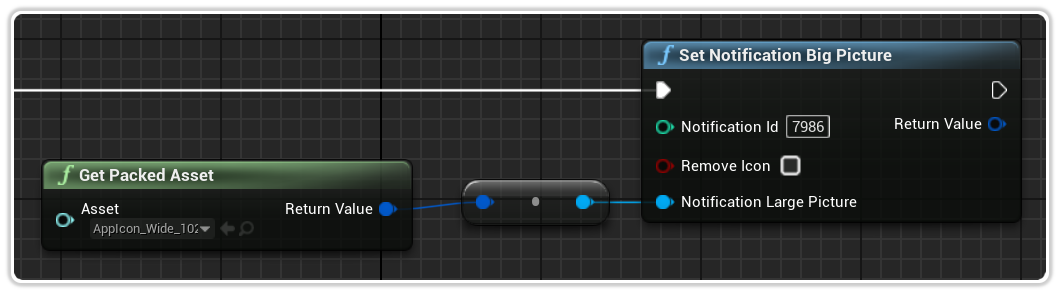 f Set Notification Big Picture
Notification Id 7986 Return Value
Remove Icon
Notification Large Picture
f Get Packed Asset
Asset Return Value
AppIcon_Wide_102